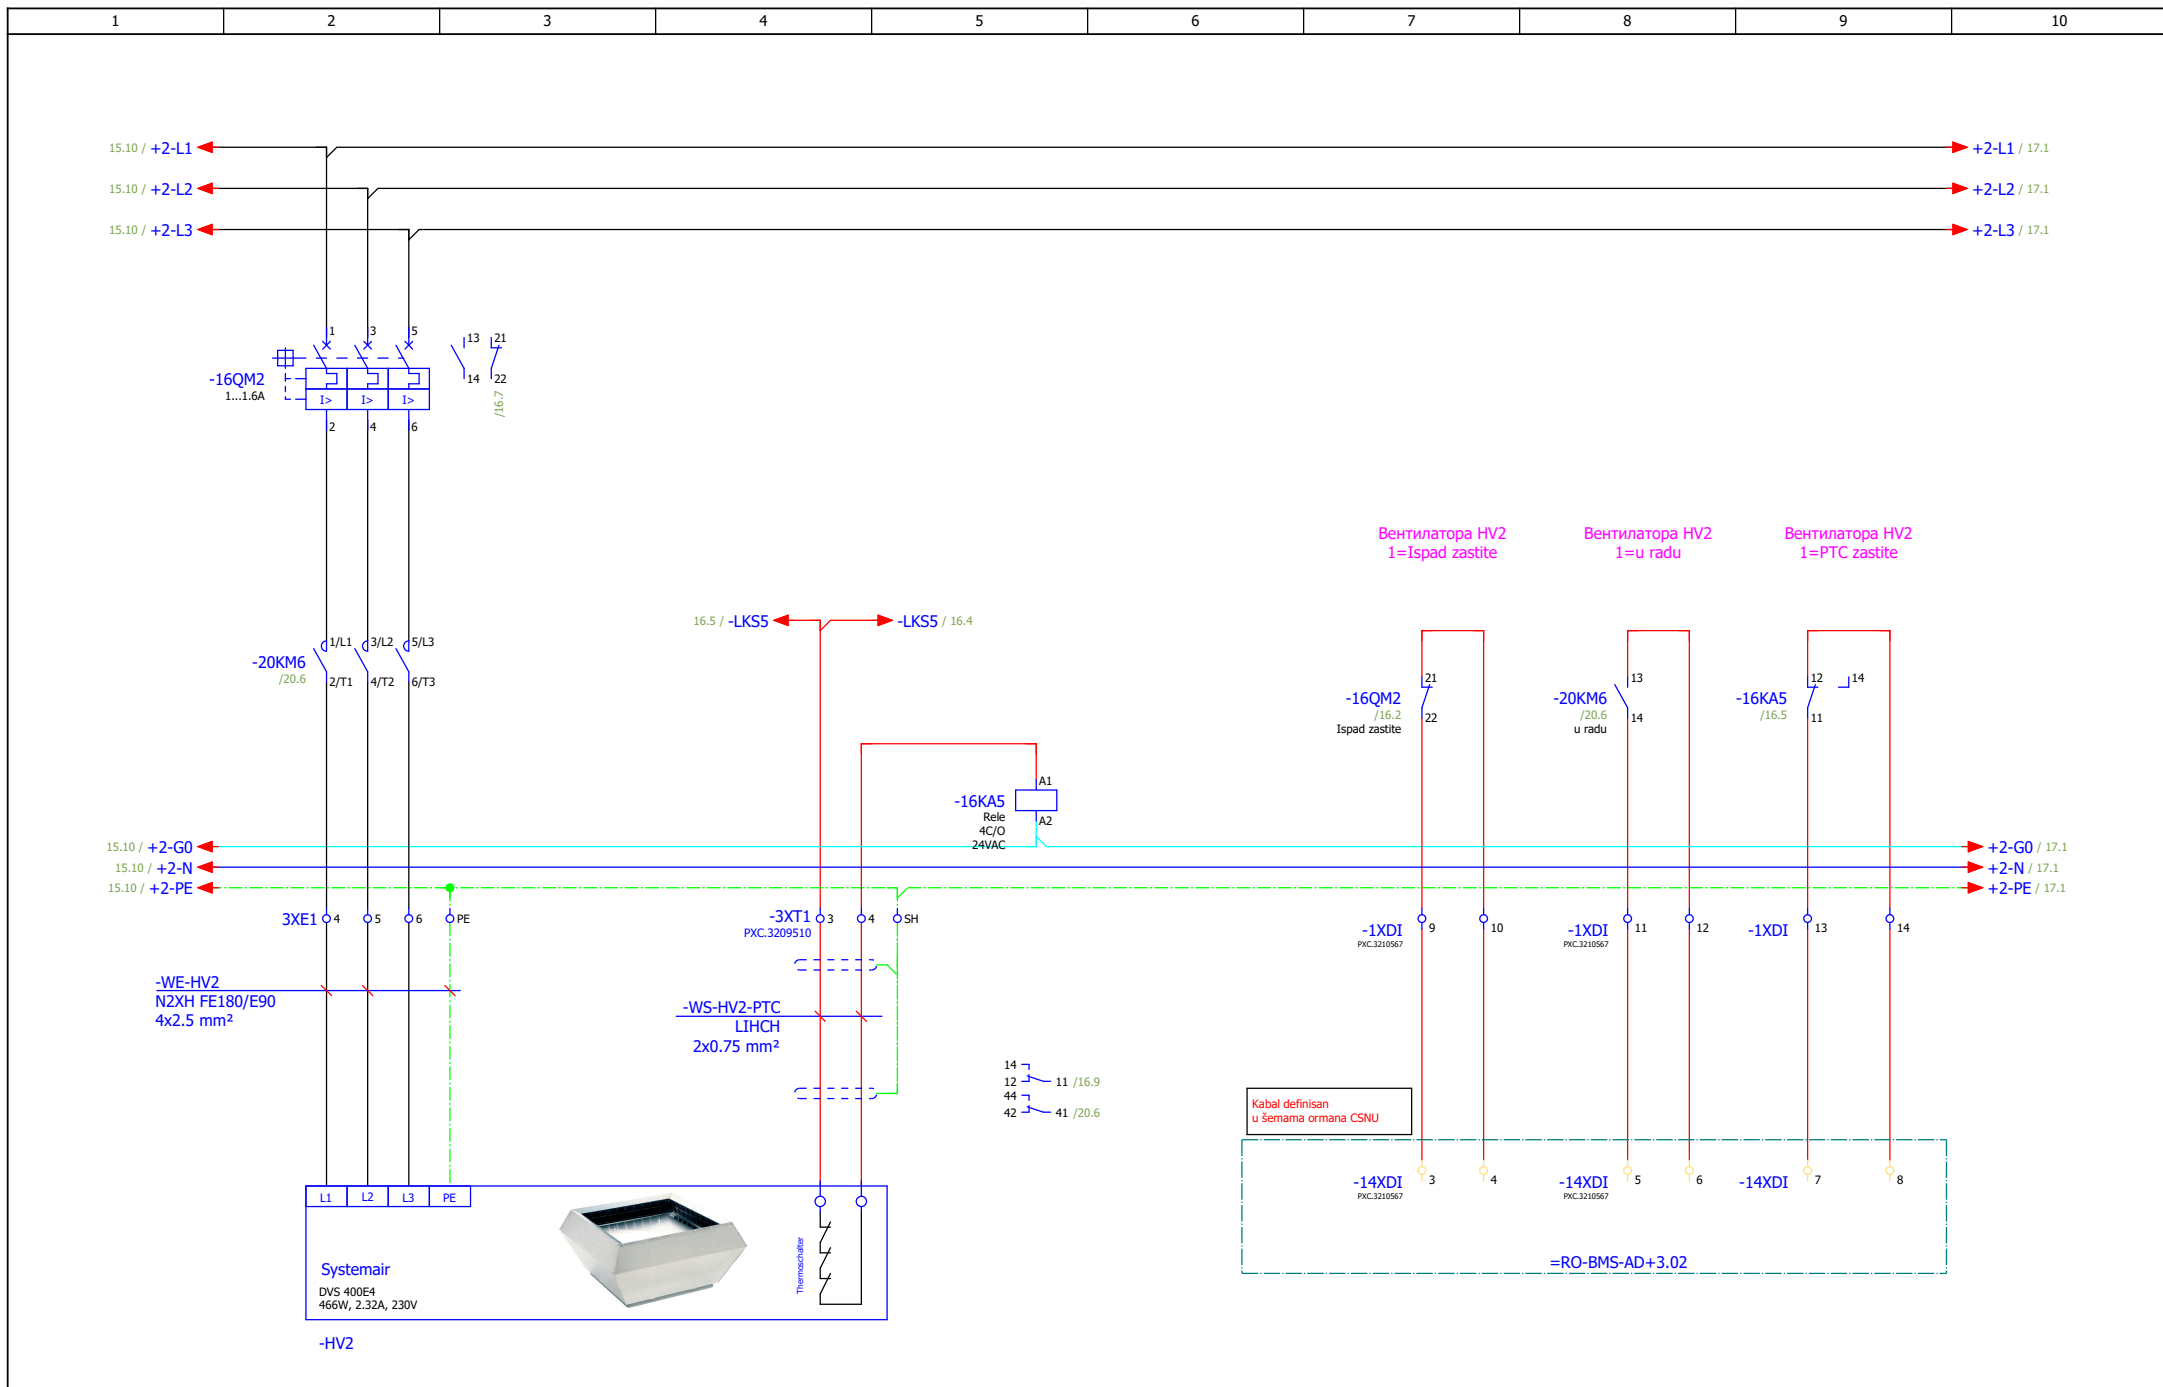 1 2 3 4 5 6 7 8 9 10
15.10 / +2-L1
+2-L1 / 17.1
15.10 / +2-L2
+2-L2 / 17.1
15.10 / +2-L3
+2-L3 / 17.1
1 3 5
13 21
-16QM2
1...1.6A
I> I> I>
14 22
/16.7
2 4 6
Вентилатора HV2
1=Ispad zastite
Вентилатора HV2
1=u radu
Вентилатора HV2
1=PTC zastite
16.5 / -LKS5
-LKS5 / 16.4
1/L1 3/L2 5/L3
-20KM6
/20.6
2/T1 4/T2 6/T3
21
-16QM2
/16.2
22
Ispad zastite
13
-20KM6
/20.6
14
u radu
12 14
-16KA5
/16.5
11
A1
-16KA5
Rele
4C/O
24VAC
A2
15.10 / +2-G0
+2-G0 / 17.1
15.10 / +2-N
+2-N / 17.1
15.10 / +2-PE
+2-PE / 17.1
3XE1 4 5 6 PE
-3XT1 3 4 SH
PXC.3209510
-1XDI 9 10
PXC.3210567
-1XDI 11 12
PXC.3210567
-1XDI 13 14
-WE-HV2
N2XH FE180/E90
4x2.5 mm²
-WS-HV2-PTC
LIHCH
2x0.75 mm²
14
12 11 /16.9
44
42 41 /20.6
Kabal definisan
u šemama ormana CSNU
-14XDI 3 4
PXC.3210567
-14XDI 5 6
PXC.3210567
-14XDI 7 8
=RO-BMS-AD+3.02
L1 L2 L3 PE
Thermoschalter
Systemair
DVS 400E4
466W, 2.32A, 230V
-HV2